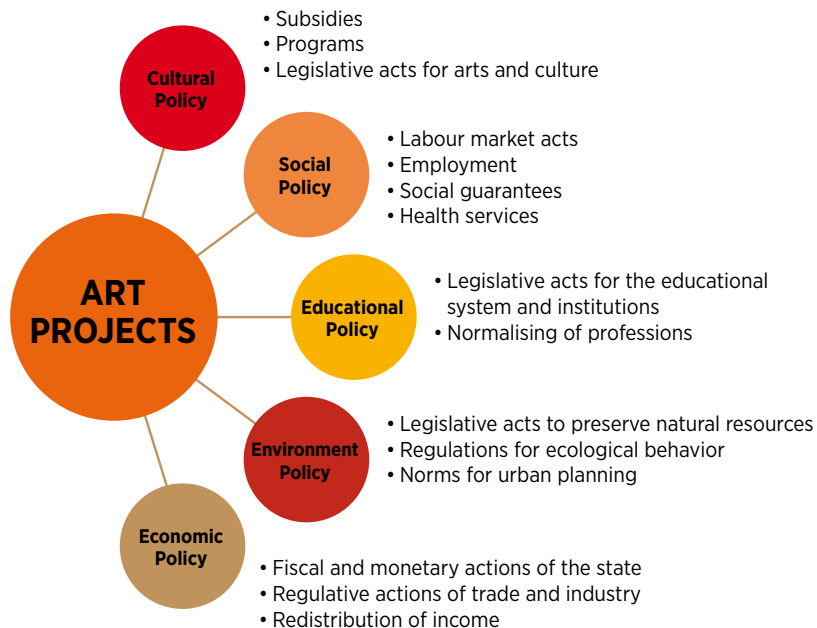 • Subsidies
• Programs
• Legislative acts for arts and culture
Cultural
Policy
Social
Policy
• Labour market acts
• Employment
• Social guarantees
• Health services
ART
PROJECTS
Educational
Policy
• Legislative acts for the educational
system and institutions
• Normalising of professions
Environment
Policy
• Legislative acts to preserve natural resources
• Regulations for ecological behavior
• Norms for urban planning
Economic
Policy
• Fiscal and monetary actions of the state
• Regulative actions of trade and industry
• Redistribution of income